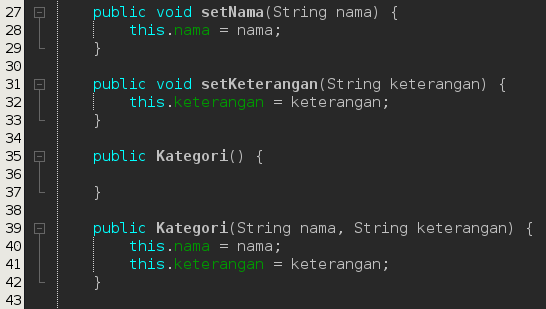 27 public void setNama(String nama) {
28 this.nama = nama;
29 }
30
31 public void setKeterangan(String keterangan) {
32 this.keterangan = keterangan;
33 }
34
35 public Kategori() {
36
37 }
38
39 public Kategori(String nama, String keterangan) {
40 this.nama = nama;
41 this.keterangan = keterangan;
42 }
43